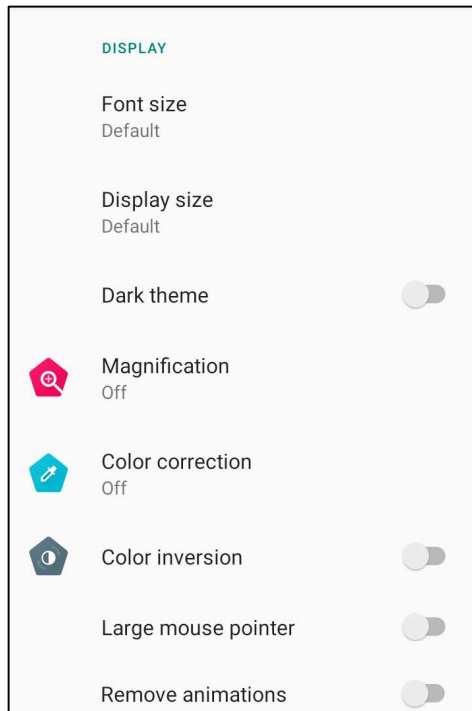 DISPLAY
Font size
Default
Display size
Default
Dark theme
Magnification
Off
Color correction
Off
Color inversion
Large mouse pointer
Remove animations